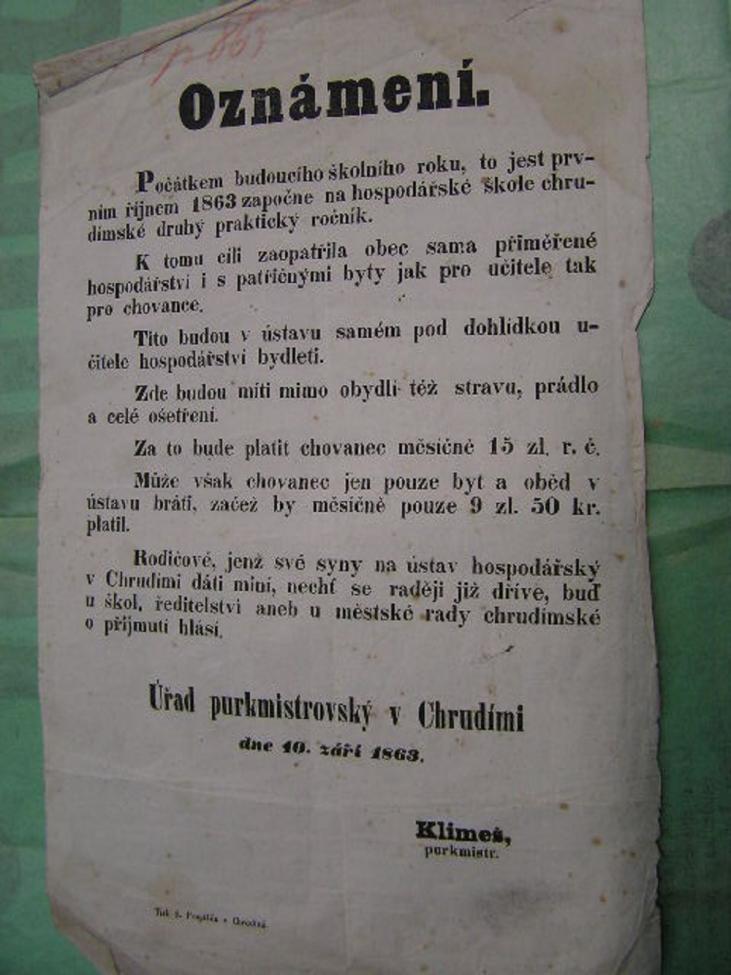 p 863
Oznámení.
Počátkem budoucího školního roku, to jest prv-
ním říjnem 1863 započne na hospodářské škole chru-
dimské druhý praktický ročník.
K tomu cíli zaopatřila obec sama přiměřené
hospodářství i s patřičnými byty jak pro učitele tak
pro chovance.
Tito budou v ústavu samém pod dohlídkou u-
čitele hospodářství bydleti.
Zde budou míti mimo obydlí též stravu, prádlo
a celé ošetření.
Za to bude platit chovanec měsíčně 15 zl. r. č.
Může však chovanec jen pouze byt a oběd v
ústavu bráti, začež by měsíčně pouze 9 zl. 50 kr.
platil.
Rodičové, jenž své syny na ústav hospodářský
v Chrudimi dáti míní, nechť se raději již dříve, buď
u škol. ředitelství aneb u městské rady chrudímské
o přijmutí hlásí.
Úřad purkmistrovský v Chrudími
dne 10. září 1863.
Klimeš,
purkmistr.
Tisk v Chrudimi.